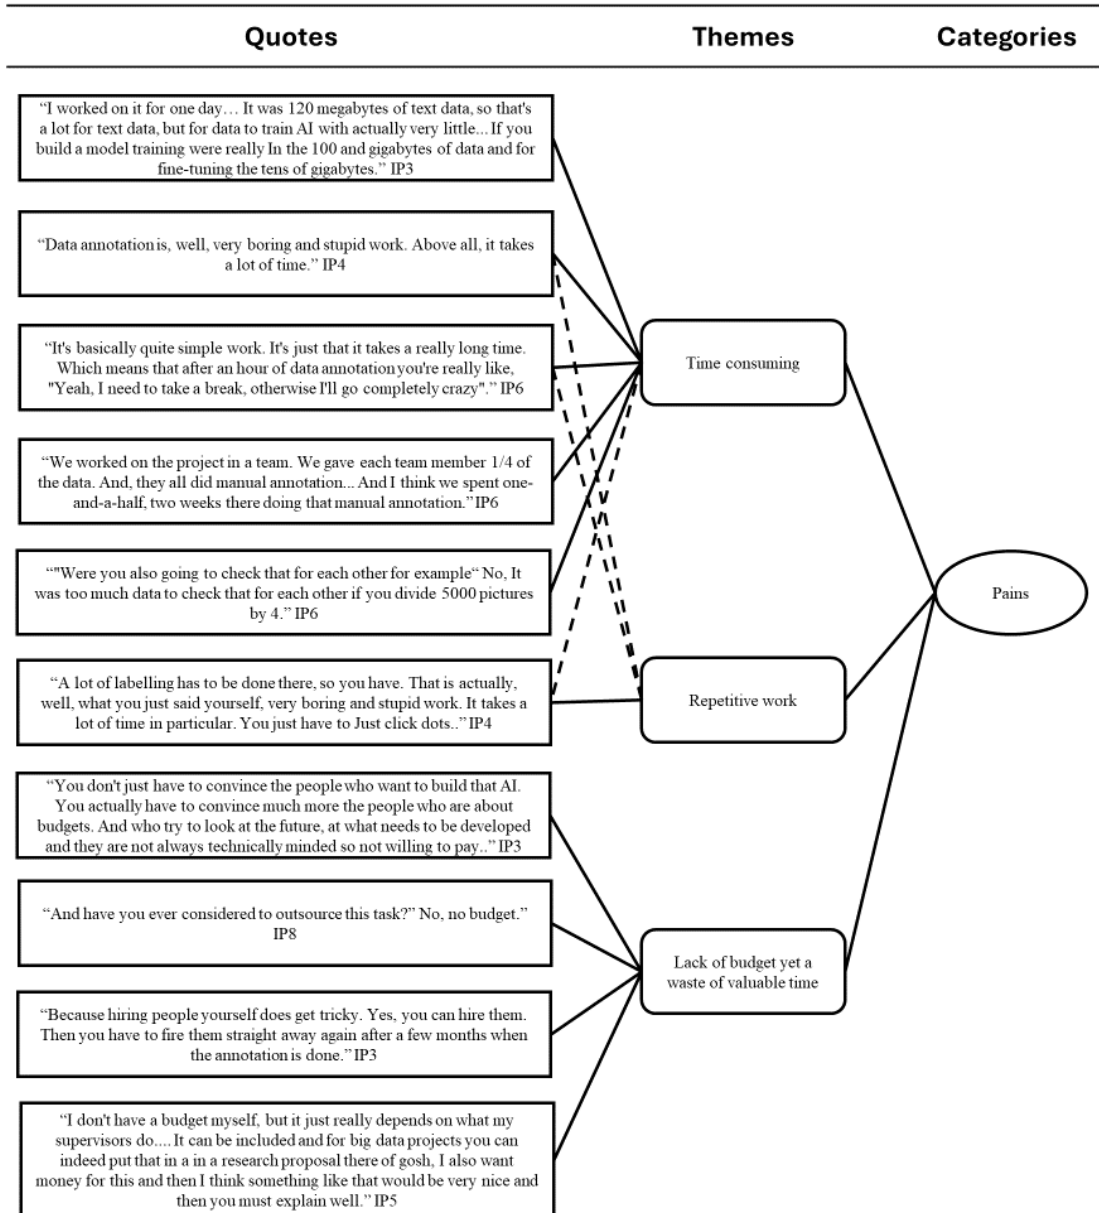 Quotes Themes Categories
“I worked on it for one day… It was 120 megabytes of text data, so that's
a lot for text data, but for data to train AI with actually very little... If you
build a model training were really In the 100 and gigabytes of data and for
fine-tuning the tens of gigabytes.” IP3
“Data annotation is, well, very boring and stupid work. Above all, it takes
a lot of time.” IP4
“It's basically quite simple work. It's just that it takes a really long time.
Which means that after an hour of data annotation you're really like,
"Yeah, I need to take a break, otherwise I'll go completely crazy".” IP6
“We worked on the project in a team. We gave each team member 1/4 of
the data. And, they all did manual annotation... And I think we spent one-
and-a-half, two weeks there doing that manual annotation.” IP6
“"Were you also going to check that for each other for example“ No, It
was too much data to check that for each other if you divide 5000 pictures
by 4.” IP6
“A lot of labelling has to be done there, so you have. That is actually,
well, what you just said yourself, very boring and stupid work. It takes a
lot of time in particular. You just have to Just click dots..” IP4
“You don't just have to convince the people who want to build that AI.
You actually have to convince much more the people who are about
budgets. And who try to look at the future, at what needs to be developed
and they are not always technically minded so not willing to pay..” IP3
“And have you ever considered to outsource this task?” No, no budget.”
IP8
“Because hiring people yourself does get tricky. Yes, you can hire them.
Then you have to fire them straight away again after a few months when
the annotation is done.” IP3
“I don't have a budget myself, but it just really depends on what my
supervisors do.... It can be included and for big data projects you can
indeed put that in a in a research proposal there of gosh, I also want
money for this and then I think something like that would be very nice and
then you must explain well.” IP5
Time consuming
Repetitive work
Lack of budget yet a
waste of valuable time
Pains